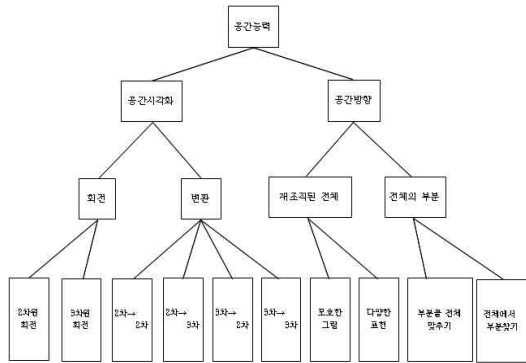 공간능력
공간시각화
공간방향
회전
변환
재조직된 전체
전체의 부분
2차원
회전
3차원
회전
2차→
2차
2차→
3차
3차→
2차
3차→
3차
모호한
그림
다양한
표현
부분을 전체
맞추기
전체에서
부분찾기